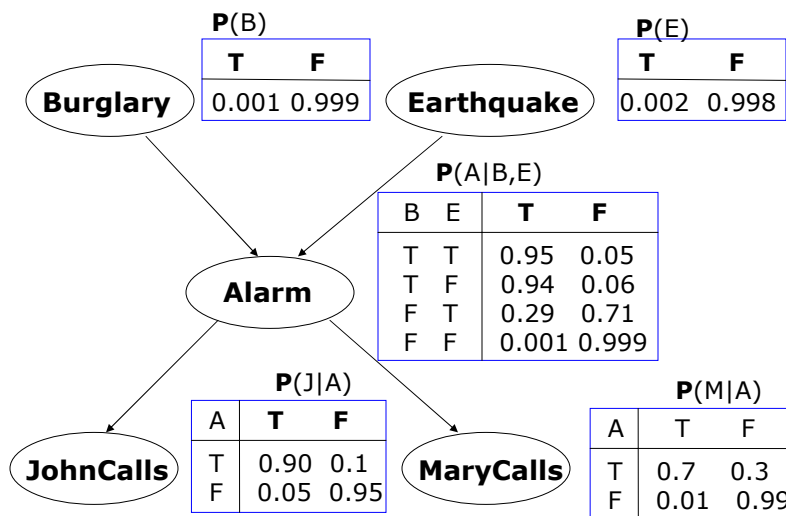 P(B)
T F
0.001 0.999
Burglary
P(E)
T F
0.002 0.998
Earthquake
P(A|B,E)
B E T F
T T 0.95 0.05
T F 0.94 0.06
F T 0.29 0.71
F F 0.001 0.999
Alarm
P(J|A)
A T F
T 0.90 0.1
F 0.05 0.95
JohnCalls
P(M|A)
A T F
T 0.7 0.3
F 0.01 0.99
MaryCalls